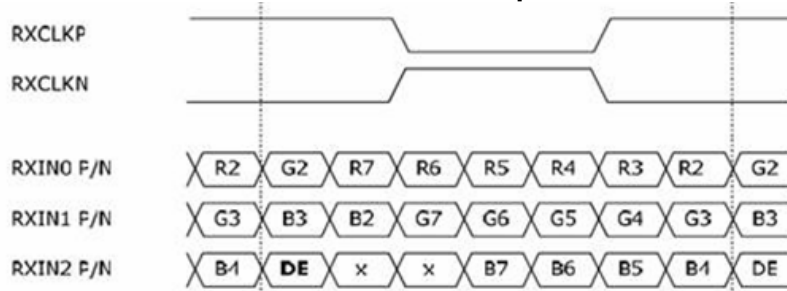 RXCLKP
RXCLKN
RXIN0 P/N R2 G2 R7 R6 R5 R4 R3 R2 G2
RXIN1 P/N G3 B3 B2 G7 G6 G5 G4 G3 B3
RXIN2 P/N B4 DE x x B7 B6 B5 B4 DE